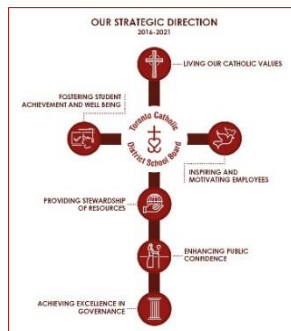 OUR STRATEGIC DIRECTION
2016-2021
LIVING OUR CATHOLIC VALUES
FOSTERING STUDENT
ACHIEVEMENT AND WELL BEING
Toronto Catholic
District School Board
INSPIRING AND
MOTIVATING EMPLOYEES
PROVIDING STEWARDSHIP
OF RESOURCES
ENHANCING PUBLIC
CONFIDENCE
ACHIEVING EXCELLENCE IN
GOVERNANCE